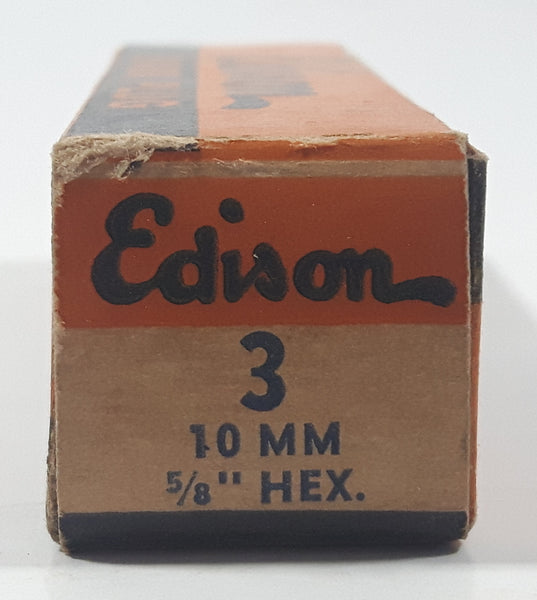 Edison
3
10 MM
5/8" HEX.